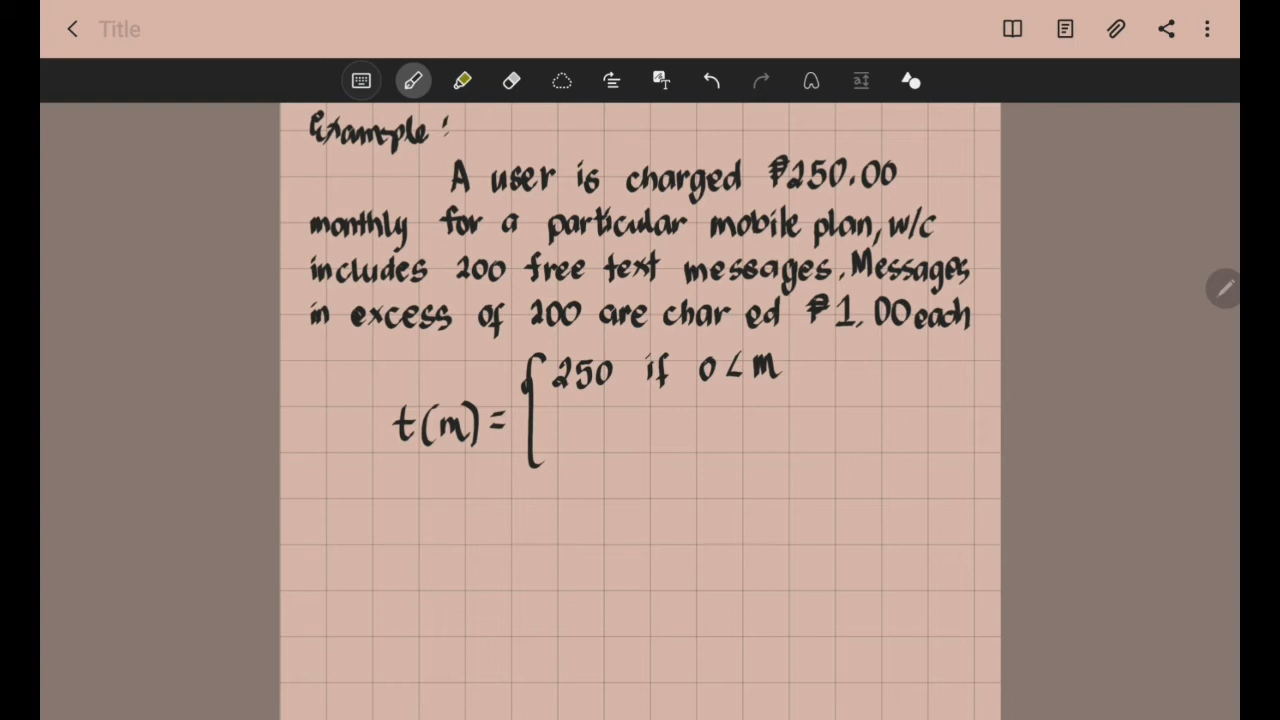 Title
Example:
A user is charged ₱250.00
monthly for a particular mobile plan, w/c
includes 200 free text messages. Messages
in excess of 200 are char ed ₱1.00 each
250 if 0 < m
t(m) = {